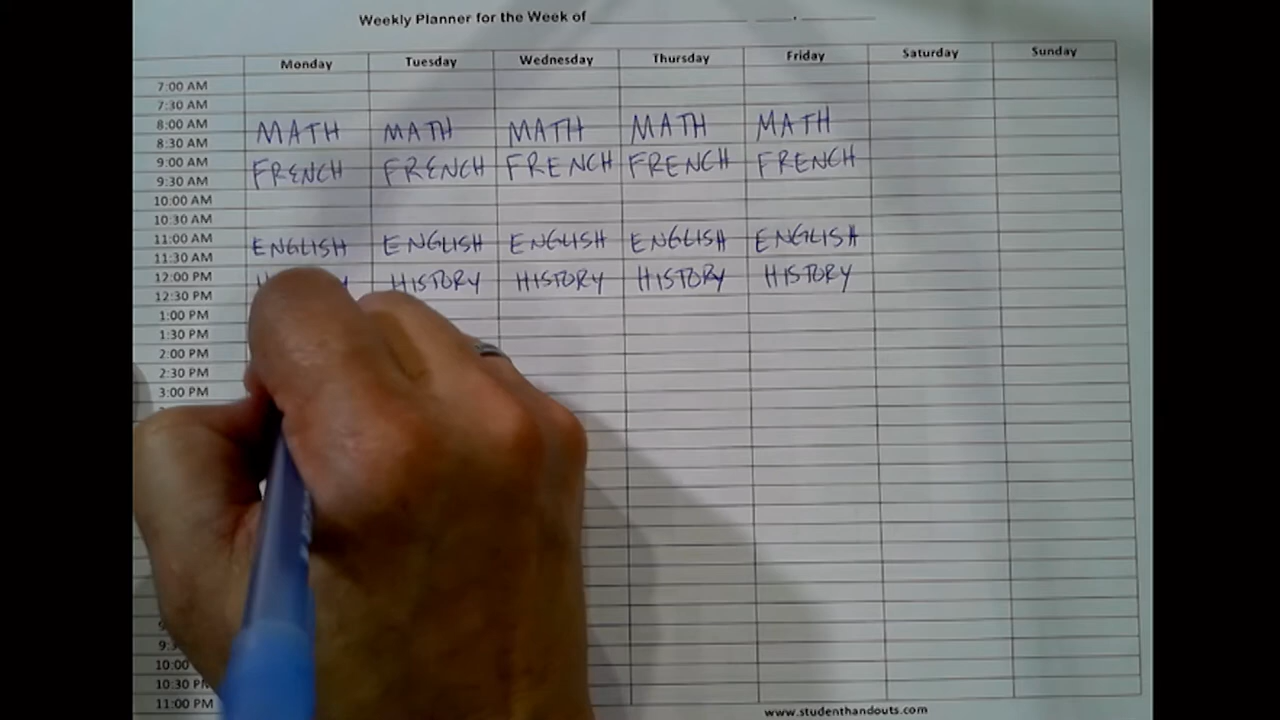 Weekly Planner for the Week of
Monday Tuesday Wednesday Thursday Friday Saturday Sunday
7:00 AM
7:30 AM
8:00 AM MATH MATH MATH MATH MATH
8:30 AM
9:00 AM FRENCH FRENCH FRENCH FRENCH FRENCH
9:30 AM
10:00 AM
10:30 AM
11:00 AM ENGLISH ENGLISH ENGLISH ENGLISH ENGLISH
11:30 AM
12:00 PM HISTORY HISTORY HISTORY HISTORY
12:30 PM
1:00 PM
1:30 PM
2:00 PM
2:30 PM
3:00 PM
10:00
10:30 PM
11:00 PM
www.studenthandouts.com